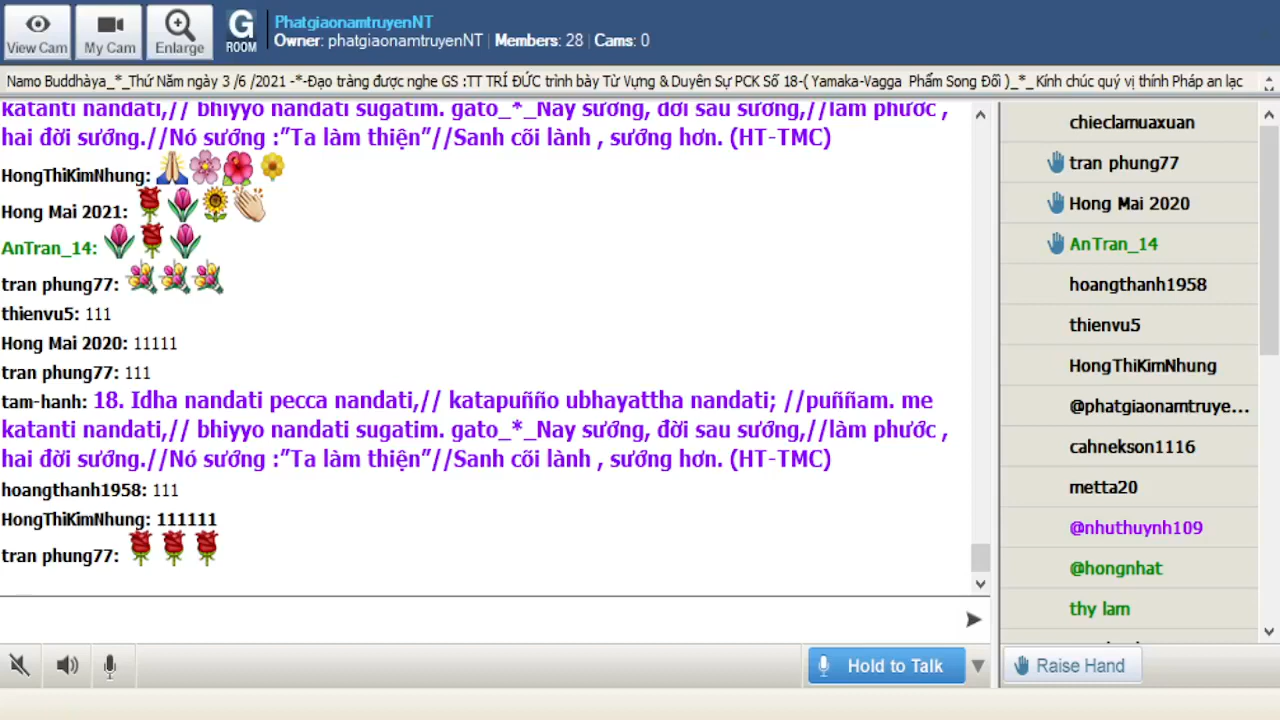 View Cam
My Cam
Enlarge
G
ROOM
PhatgiaonamtruyenNT
Owner: phatgiaonamtruyenNT | Members: 28 | Cams: 0
Namo Buddhàya_*_Thứ Năm ngày 3 /6 /2021 -*-Đạo tràng được nghe GS :TT TRÍ ĐỨC trình bày Từ Vựng & Duyên Sự PCK Số 18-( Yamaka-Vagga Phẩm Song Đối )_*_ Kính chúc quý vị thính Pháp an lạc
katanti nandati,// bhiyyo nandati sugatim. gato_*_Nay sướng, đời sau sướng,//làm phước ,
hai đời sướng.//Nó sướng :”Ta làm thiện”//Sanh cõi lành , sướng hơn. (HT-TMC)
HongThiKimNhung:
Hong Mai 2021:
AnTran_14:
tran phung77:
thienvu5: 111
Hong Mai 2020: 11111
tran phung77: 111
tam-hanh: 18. Idha nandati pecca nandati,// katapuñño ubhayattha nandati; //puññam. me
katanti nandati,// bhiyyo nandati sugatim. gato_*_Nay sướng, đời sau sướng,//làm phước ,
hai đời sướng.//Nó sướng :”Ta làm thiện”//Sanh cõi lành , sướng hơn. (HT-TMC)
hoangthanh1958: 111
HongThiKimNhung: 111111
tran phung77:
chieclamuaxuan
tran phung77
Hong Mai 2020
AnTran_14
hoangthanh1958
thienvu5
HongThiKimNhung
@phatgiaonamtruye...
cahnekson1116
metta20
@nhuthuynh109
@hongnhat
thy lam
Hold to Talk
Raise Hand